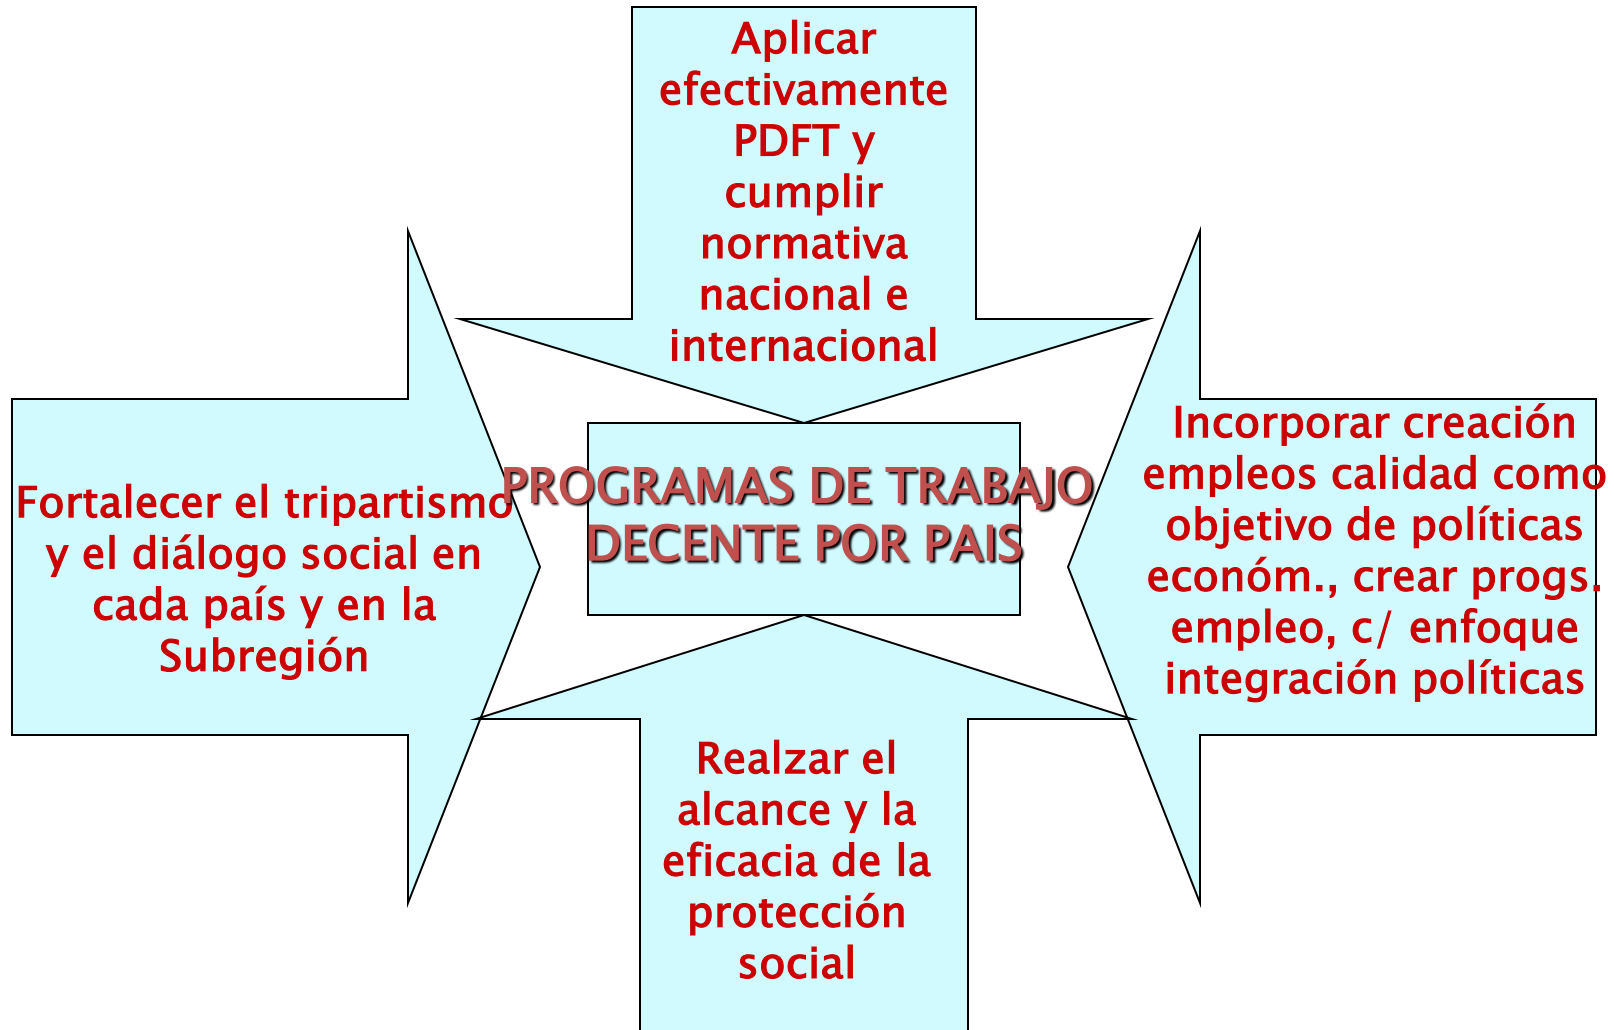 Aplicar
efectivamente
PDFT y
cumplir
normativa
nacional e
internacional
Fortalecer el tripartismo
y el diálogo social en
cada país y en la
Subregión
PROGRAMAS DE TRABAJO
DECENTE POR PAIS
Incorporar creación
empleos calidad como
objetivo de políticas
económ., crear progs.
empleo, c/ enfoque
integración políticas
Realzar el
alcance y la
eficacia de la
protección
social